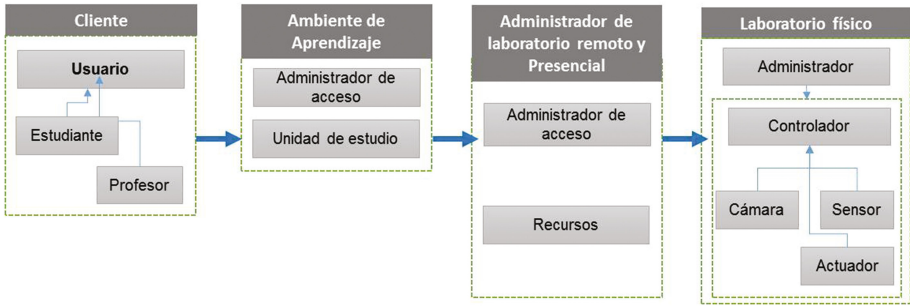 Cliente
Usuario
Estudiante
Profesor
Ambiente de
Aprendizaje
Administrador de
acceso
Unidad de estudio
Administrador de
laboratorio remoto y
Presencial
Administrador de
acceso
Recursos
Laboratorio físico
Administrador
Controlador
Cámara
Sensor
Actuador